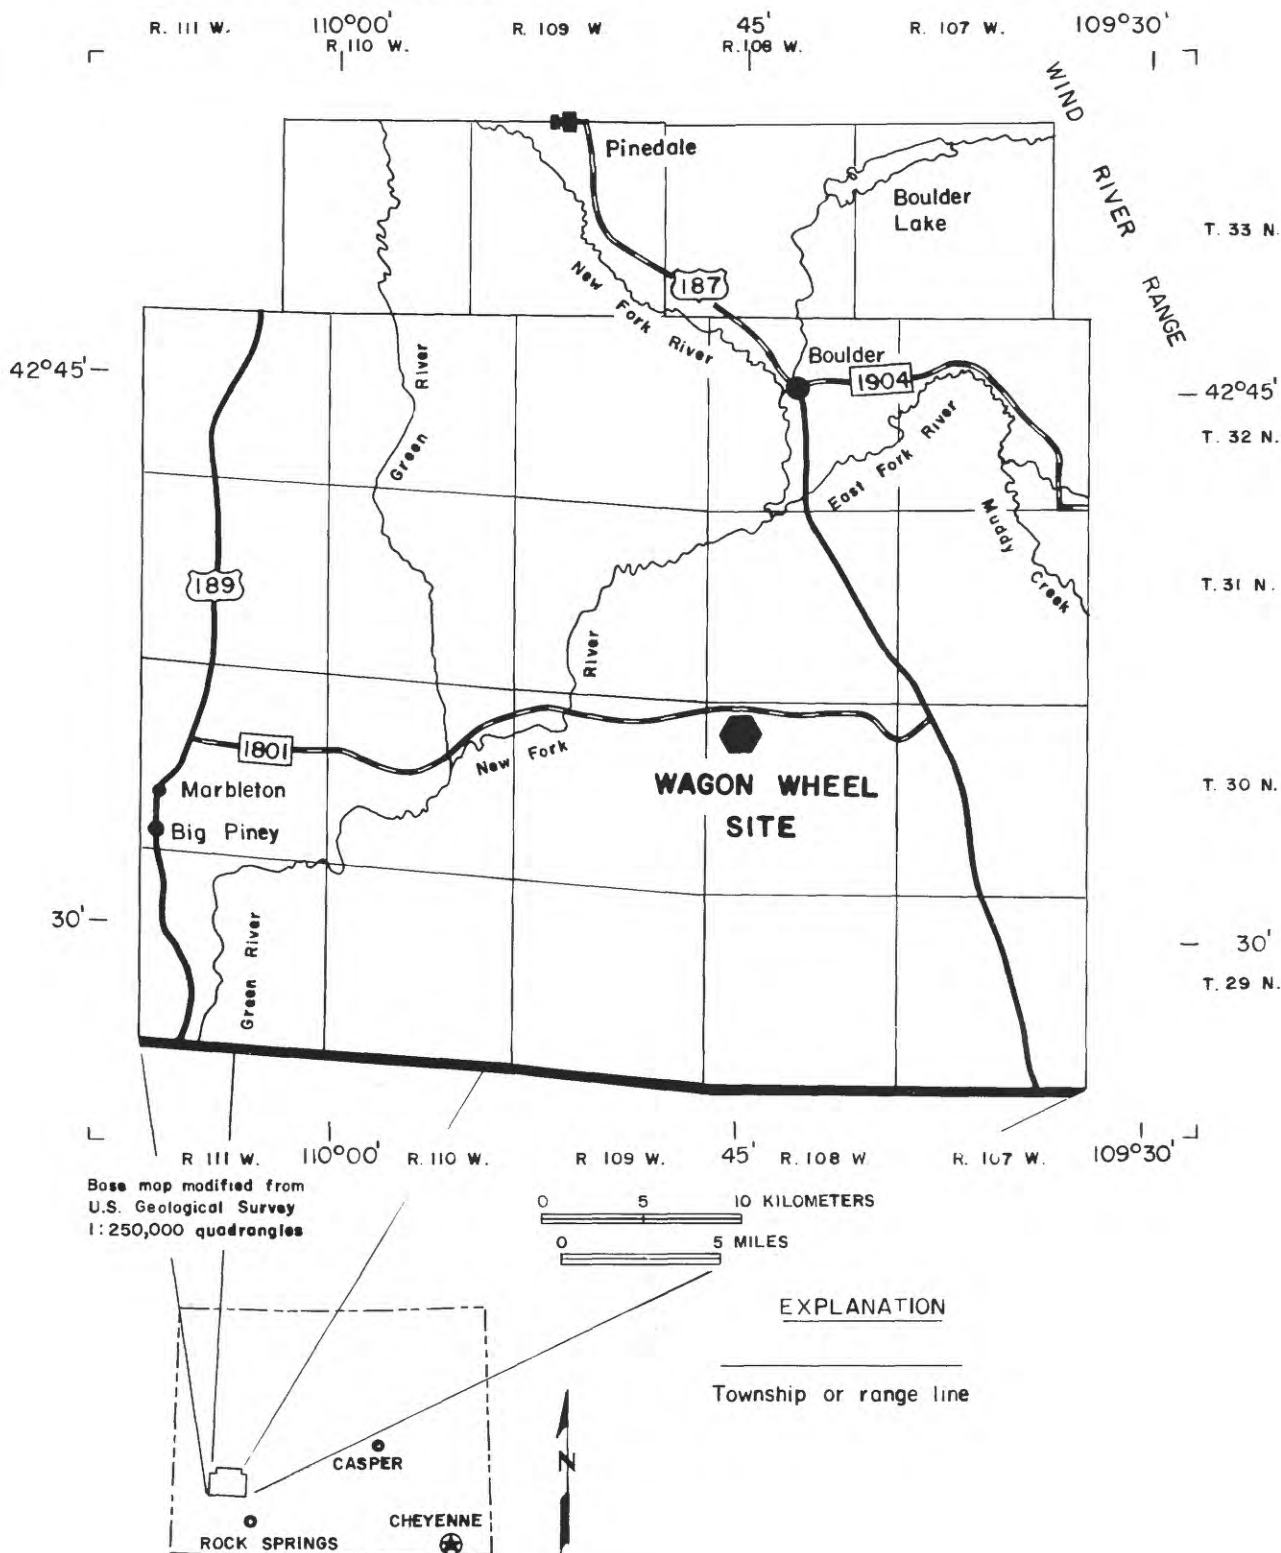 R. 111 W.
110°00'
R. 110 W.
R. 109 W
45'
R. 108 W.
R. 107 W.
109°30'
WIND RIVER RANGE
Pinedale
Boulder
Lake
T. 33 N.
187
New Fork River
42°45'
Green River
Boulder
1904
42°45'
T. 32 N.
East Fork River
Muddy Creek
189
T. 31 N.
River
1801
New Fork
WAGON WHEEL
SITE
Marbleton
Big Piney
T. 30 N.
30'
30'
Green River
T. 29 N.
R 111 W.
110°00'
R. 110 W.
R 109 W.
45'
R. 108 W
R. 107 W.
109°30'
Base map modified from
U.S. Geological Survey
1:250,000 quadrangles
0 5 10 KILOMETERS
0 5 MILES
EXPLANATION
Township or range line
CASPER
N
CHEYENNE
ROCK SPRINGS